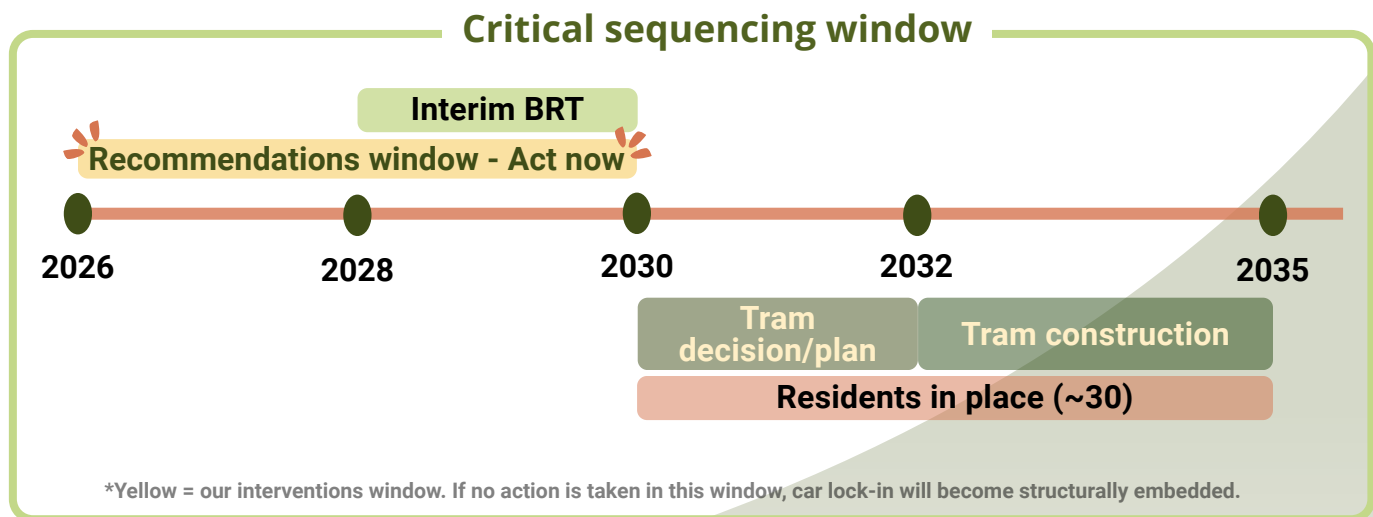 Critical sequencing window
Interim BRT
Recommendations window - Act now
2026
2028
2030
2032
2035
Tram
decision/plan
Tram construction
Residents in place (~30)
*Yellow = our interventions window. If no action is taken in this window, car lock-in will become structurally embedded.